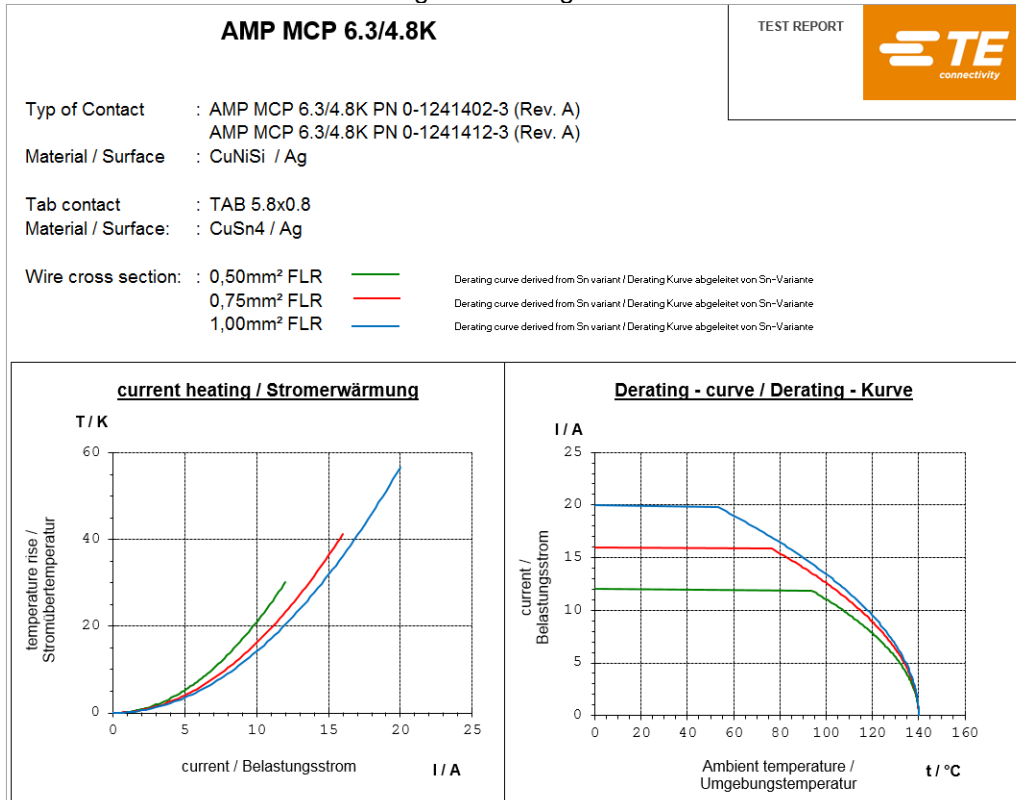 AMP MCP 6.3/4.8K
TEST REPORT
TE
connectivity
Typ of Contact : AMP MCP 6.3/4.8K PN 0-1241402-3 (Rev. A)
AMP MCP 6.3/4.8K PN 0-1241412-3 (Rev. A)
Material / Surface : CuNiSi / Ag
Tab contact : TAB 5.8x0.8
Material / Surface: : CuSn4 / Ag
Wire cross section: : 0,50mm² FLR Derating curve derived from Sn variant / Derating Kurve abgeleitet von Sn-Variante
0,75mm² FLR Derating curve derived from Sn variant / Derating Kurve abgeleitet von Sn-Variante
1,00mm² FLR Derating curve derived from Sn variant / Derating Kurve abgeleitet von Sn-Variante
current heating / Stromerwärmung
T / K
60
40
20
0
temperature rise /
Stromübertemperatur
0 5 10 15 20 25
current / Belastungsstrom I / A
Derating - curve / Derating - Kurve
I / A
25
20
15
10
5
0
current /
Belastungsstrom
0 20 40 60 80 100 120 140 160
Ambient temperature /
Umgebungstemperatur
t / °C